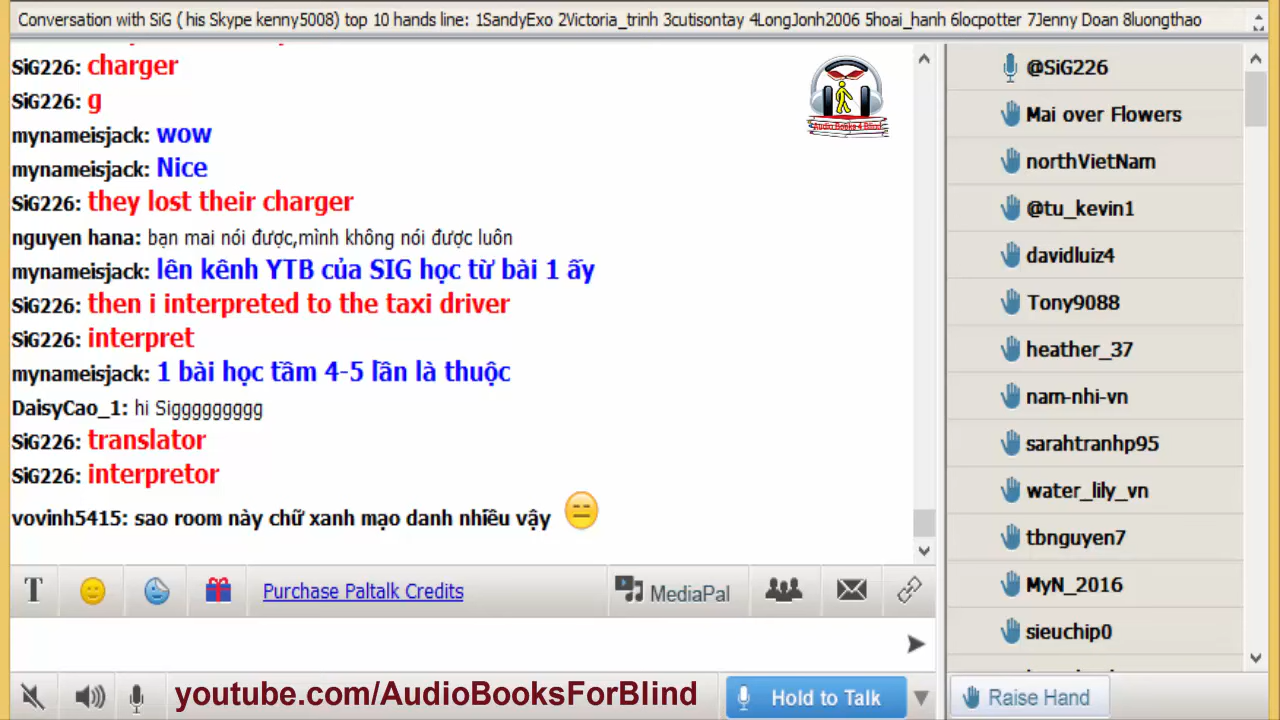 Conversation with SiG ( his Skype kenny5008) top 10 hands line: 1SandyExo 2Victoria_trinh 3cutisontay 4LongJonh2006 5hoai_hanh 6locpotter 7Jenny Doan 8luongthao
SiG226: charger
SiG226: g
mynameisjack: wow
mynameisjack: Nice
SiG226: they lost their charger
nguyen hana: bạn mai nói được,mình không nói được luôn
mynameisjack: lên kênh YTB của SIG học từ bài 1 ấy
SiG226: then i interpreted to the taxi driver
SiG226: interpret
mynameisjack: 1 bài học tầm 4-5 lần là thuộc
DaisyCao_1: hi Siggggggggg
SiG226: translator
SiG226: interpretor
vovinh5415: sao room này chữ xanh mạo danh nhiều vậy
Audio Books 4 Blind
@SiG226
Mai over Flowers
northVietNam
@tu_kevin1
davidluiz4
Tony9088
heather_37
nam-nhi-vn
sarahtranhp95
water_lily_vn
tbnguyen7
MyN_2016
sieuchip0
T Purchase Paltalk Credits MediaPal
youtube.com/AudioBooksForBlind Hold to Talk Raise Hand